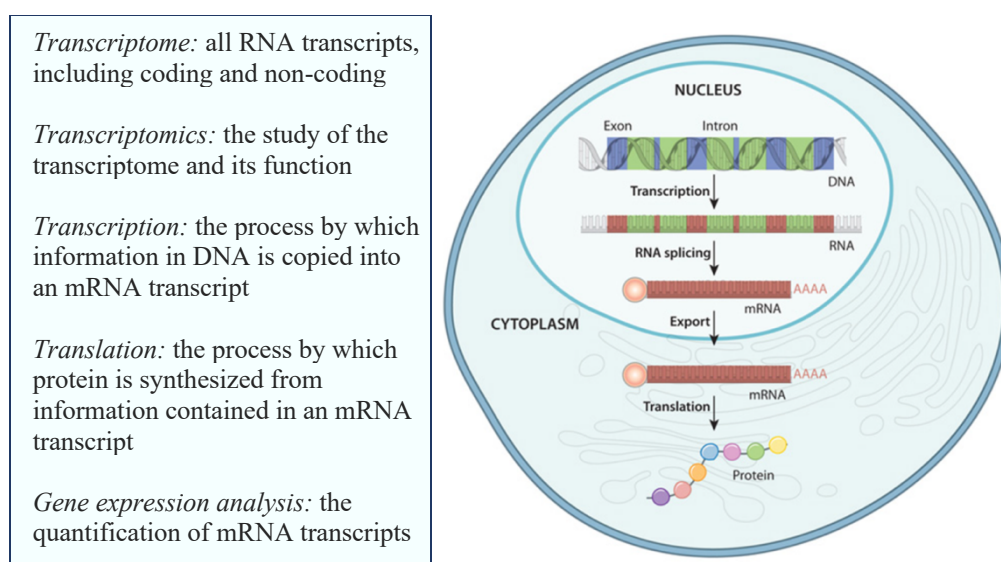 Transcriptome: all RNA transcripts,
including coding and non-coding
Transcriptomics: the study of the
transcriptome and its function
Transcription: the process by which
information in DNA is copied into
an mRNA transcript
Translation: the process by which
protein is synthesized from
information contained in an mRNA
transcript
Gene expression analysis: the
quantification of mRNA transcripts
NUCLEUS
Exon
Intron
DNA
Transcription
RNA
RNA splicing
AAAA
mRNA
CYTOPLASM
Export
AAAA
mRNA
Translation
Protein